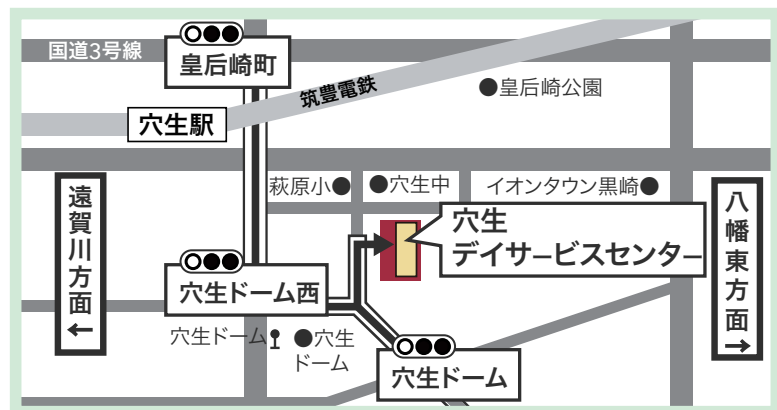 国道3号線
皇后崎町
筑豊電鉄
●皇后崎公園
穴生駅
萩原小●
●穴生中
イオンタウン黒崎●
遠賀川方面←
穴生
デイサービスセンター
八幡東方面→
穴生ドーム西
穴生ドーム
●穴生
ドーム
穴生ドーム